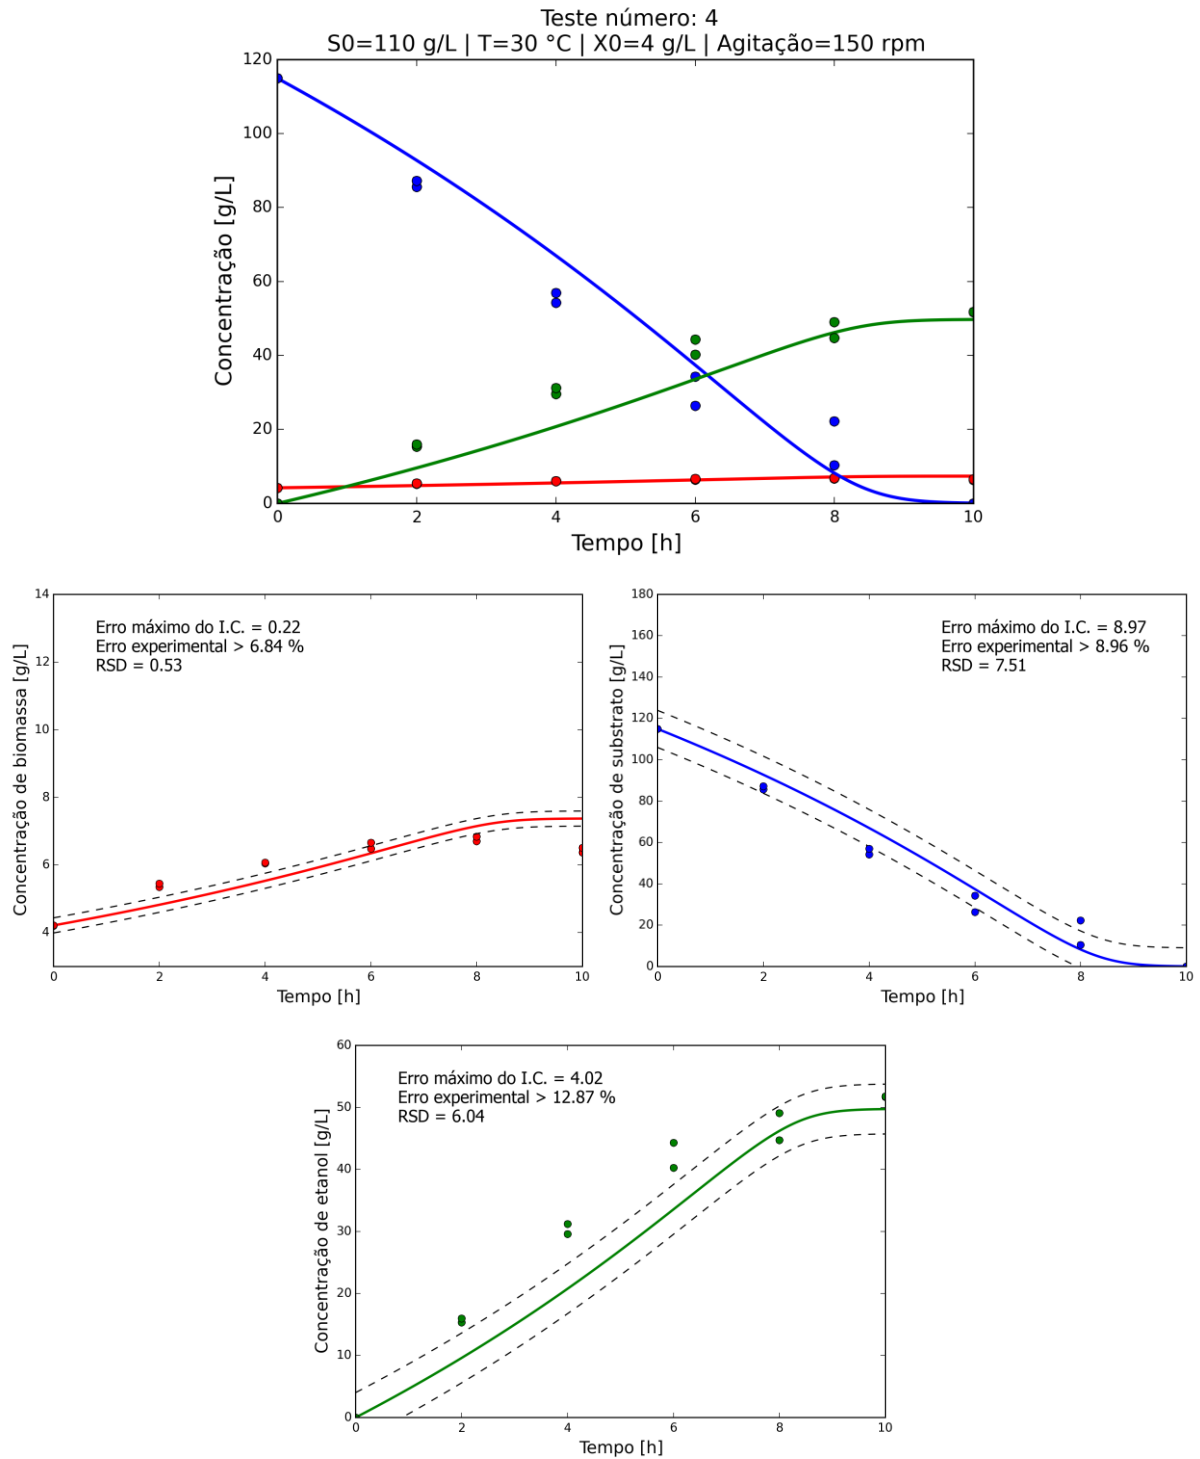 Teste número: 4
S0=110 g/L | T=30 °C | X0=4 g/L | Agitação=150 rpm
120
100
80
60
40
20
0
Concentração [g/L]
0 2 4 6 8 10
Tempo [h]
14
12
10
8
6
4
Concentração de biomassa [g/L]
Erro máximo do I.C. = 0.22
Erro experimental > 6.84 %
RSD = 0.53
0 2 4 6 8 10
Tempo [h]
180
160
140
120
100
80
60
40
20
0
Concentração de substrato [g/L]
Erro máximo do I.C. = 8.97
Erro experimental > 8.96 %
RSD = 7.51
0 2 4 6 8 10
Tempo [h]
60
50
40
30
20
10
0
Concentração de etanol [g/L]
Erro máximo do I.C. = 4.02
Erro experimental > 12.87 %
RSD = 6.04
0 2 4 6 8 10
Tempo [h]